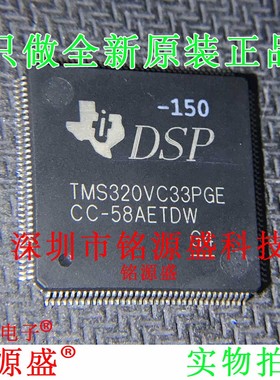 只做全新原装正品
-150
DSP
TMS320VC33PGE
CC-58AETDW
G4
深圳市铭源盛科技
铭源盛
电子®
源盛®
实物拍